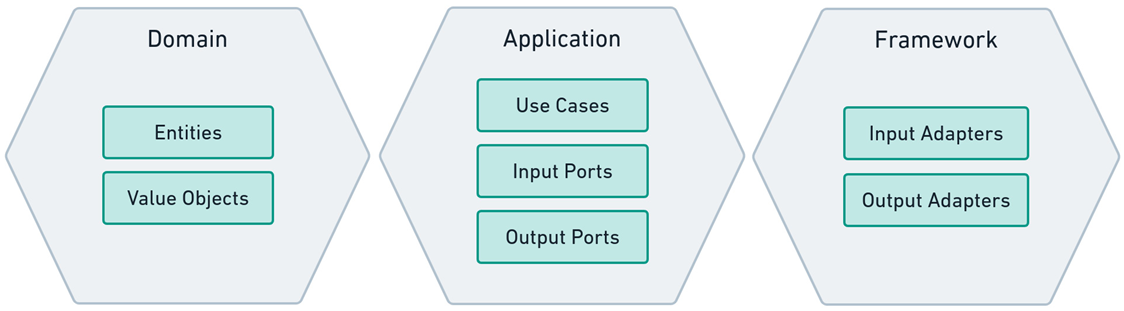 Domain
Entities
Value Objects
Application
Use Cases
Input Ports
Output Ports
Framework
Input Adapters
Output Adapters